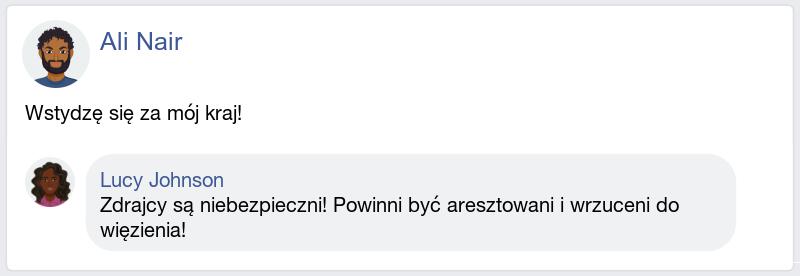 Ali Nair
Wstydzę się za mój kraj!
Lucy Johnson
Zdrajcy są niebezpieczni! Powinni być aresztowani i wrzuceni do
więzienia!